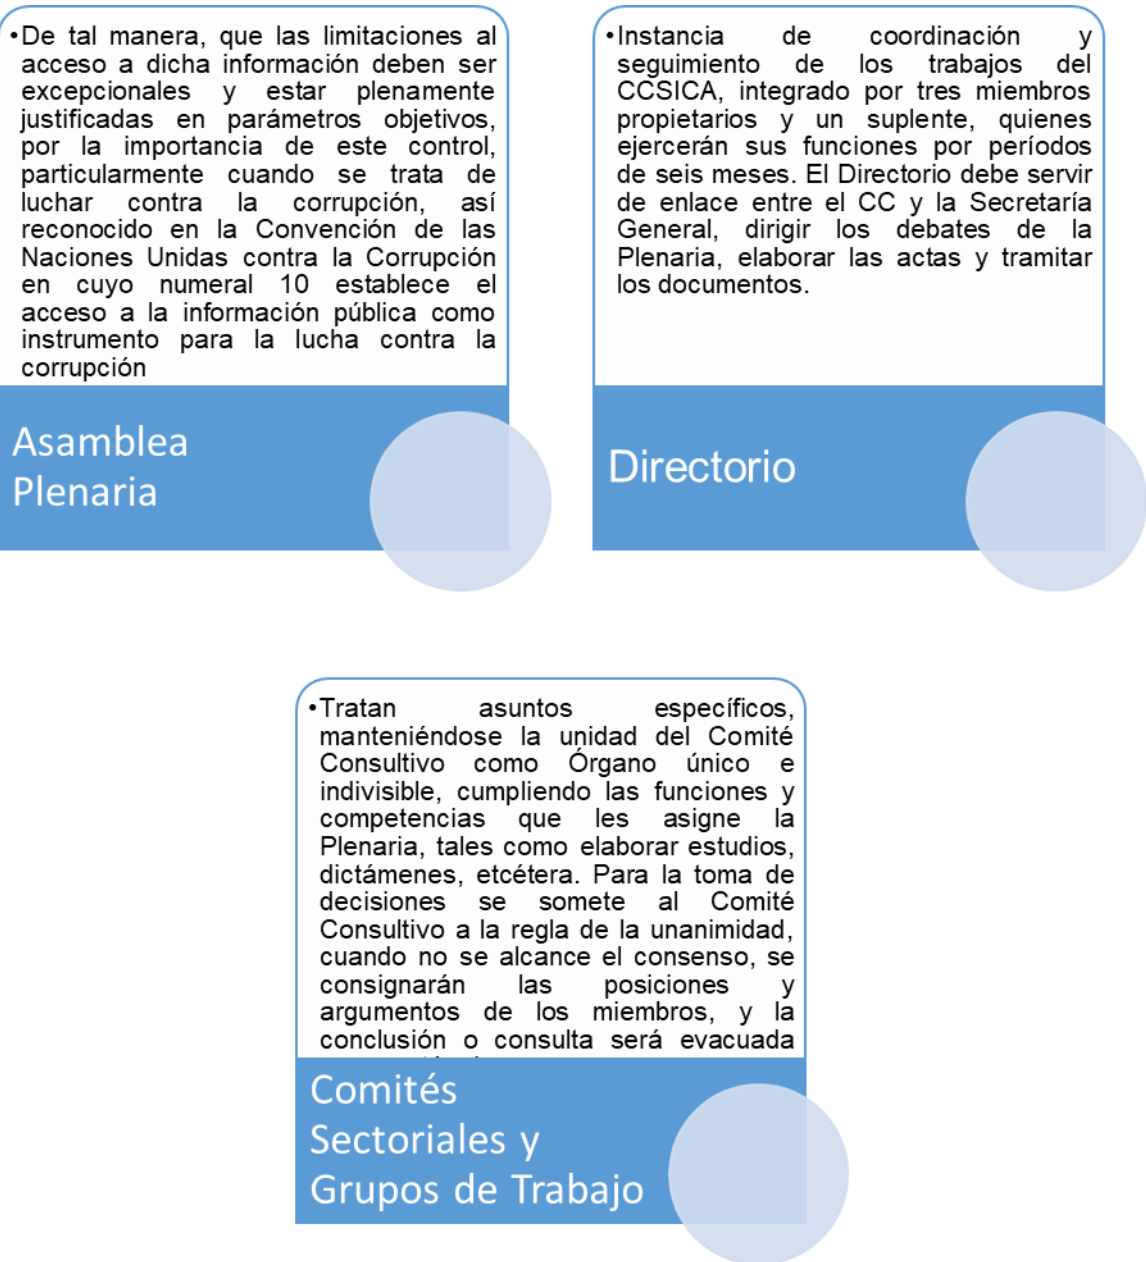 •De tal manera, que las limitaciones al
acceso a dicha información deben ser
excepcionales y estar plenamente
justificadas en parámetros objetivos,
por la importancia de este control,
particularmente cuando se trata de
luchar contra la corrupción, así
reconocido en la Convención de las
Naciones Unidas contra la Corrupción
en cuyo numeral 10 establece el
acceso a la información pública como
instrumento para la lucha contra la
corrupción
Asamblea
Plenaria
•Instancia de coordinación y
seguimiento de los trabajos del
CCSICA, integrado por tres miembros
propietarios y un suplente, quienes
ejercerán sus funciones por períodos
de seis meses. El Directorio debe servir
de enlace entre el CC y la Secretaría
General, dirigir los debates de la
Plenaria, elaborar las actas y tramitar
los documentos.
Directorio
•Tratan asuntos específicos,
manteniéndose la unidad del Comité
Consultivo como Órgano único e
indivisible, cumpliendo las funciones y
competencias que les asigne la
Plenaria, tales como elaborar estudios,
dictámenes, etcétera. Para la toma de
decisiones se somete al Comité
Consultivo a la regla de la unanimidad,
cuando no se alcance el consenso, se
consignarán las posiciones y
argumentos de los miembros, y la
conclusión o consulta será evacuada
Comités
Sectoriales y
Grupos de Trabajo